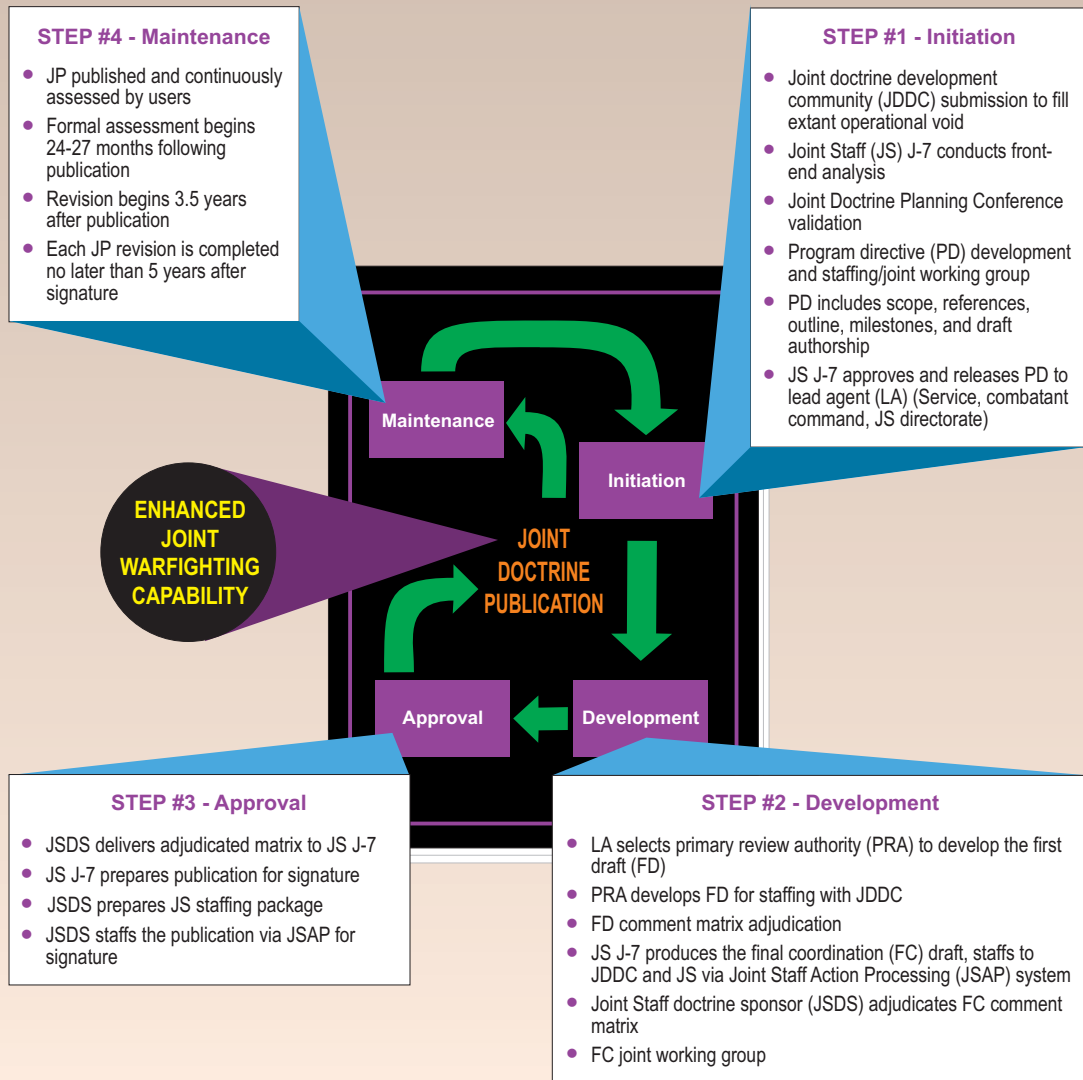 STEP #4 - Maintenance
• JP published and continuously
assessed by users
• Formal assessment begins
24-27 months following
publication
• Revision begins 3.5 years
after publication
• Each JP revision is completed
no later than 5 years after
signature
STEP #1 - Initiation
• Joint doctrine development
community (JDDC) submission to fill
extant operational void
• Joint Staff (JS) J-7 conducts front-
end analysis
• Joint Doctrine Planning Conference
validation
• Program directive (PD) development
and staffing/joint working group
• PD includes scope, references,
outline, milestones, and draft
authorship
• JS J-7 approves and releases PD to
lead agent (LA) (Service, combatant
command, JS directorate)
Maintenance
Initiation
ENHANCED
JOINT
WARFIGHTING
CAPABILITY
JOINT
DOCTRINE
PUBLICATION
Approval
Development
STEP #3 - Approval
• JSDS delivers adjudicated matrix to JS J-7
• JS J-7 prepares publication for signature
• JSDS prepares JS staffing package
• JSDS staffs the publication via JSAP for
signature
STEP #2 - Development
• LA selects primary review authority (PRA) to develop the first
draft (FD)
• PRA develops FD for staffing with JDDC
• FD comment matrix adjudication
• JS J-7 produces the final coordination (FC) draft, staffs to
JDDC and JS via Joint Staff Action Processing (JSAP) system
• Joint Staff doctrine sponsor (JSDS) adjudicates FC comment
matrix
• FC joint working group